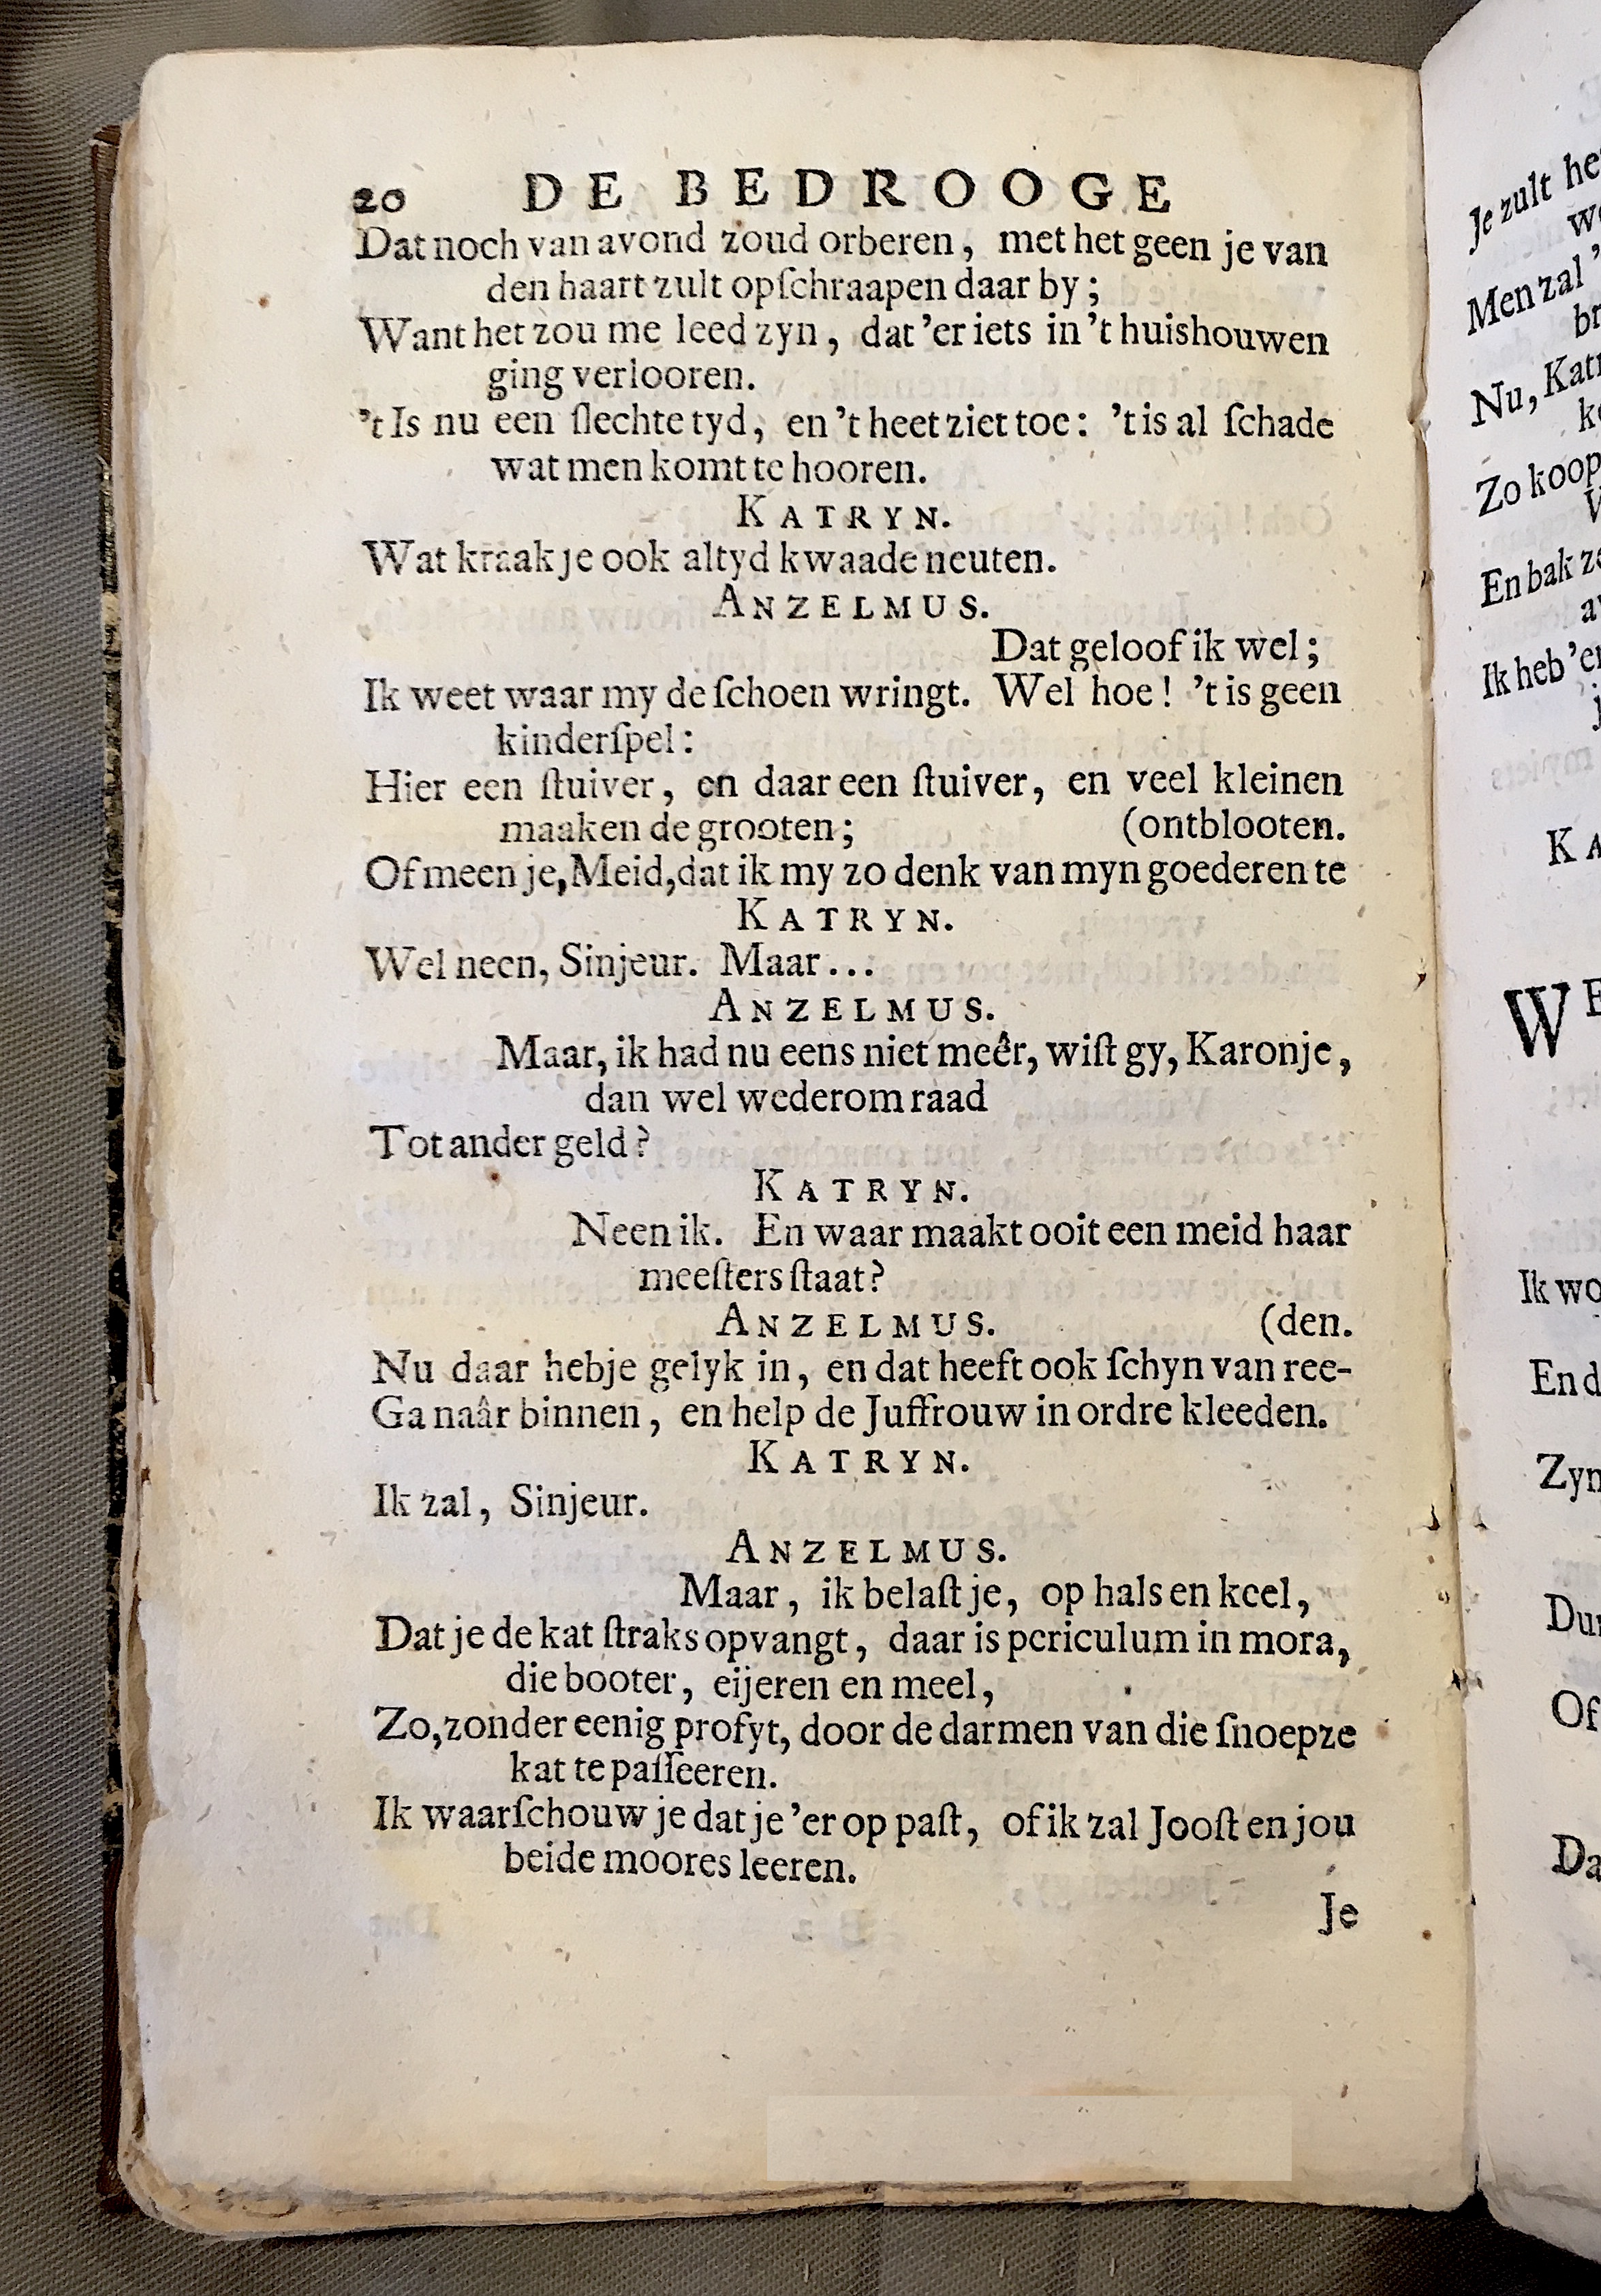 20 DE BEDROOGE
Dat noch van avond zoud orberen, met het geen je van
den haart zult opſchraapen daar by;
Want het zou me leed zyn, dat 'er iets in 't huishouwen
ging verlooren.
't Is nu een ſlechte tyd, en 't heet ziet toe: 't is al ſchade
wat men komt te hooren.
KATRYN.
Wat kraak je ook altyd kwaade neuten.
ANZELMUS.
Dat geloof ik wel;
Ik weet waar my de ſchoen wringt. Wel hoe! 't is geen
kinderſpel:
Hier een ſtuiver, en daar een ſtuiver, en veel kleinen
maaken de grooten; (ontblooten.
Of meen je, Meid, dat ik my zo denk van myn goederen te
KATRYN.
Wel neen, Sinjeur. Maar...
ANZELMUS.
Maar, ik had nu eens niet meêr, wiſt gy, Karonje,
dan wel wederom raad
Tot ander geld?
KATRYN.
Neen ik. En waar maakt ooit een meid haar
meeſters ſtaat?
ANZELMUS. (den.
Nu daar hebje gelyk in, en dat heeft ook ſchyn van ree-
Ga naâr binnen, en help de Juffrouw in ordre kleeden.
KATRYN.
Ik zal, Sinjeur.
ANZELMUS.
Maar, ik belaſt je, op hals en keel,
Dat je de kat ſtraks opvangt, daar is periculum in mora,
die booter, eijeren en meel,
Zo, zonder eenig profyt, door de darmen van die ſnoepze
kat te paſſeeren.
Ik waarſchouw je dat je 'er op paſt, of ik zal Jooſt en jou
beide moores leeren.
Je
Je zult
Men zal
Nu,
Zo koop
En bak
Ik heb
Ik
Of